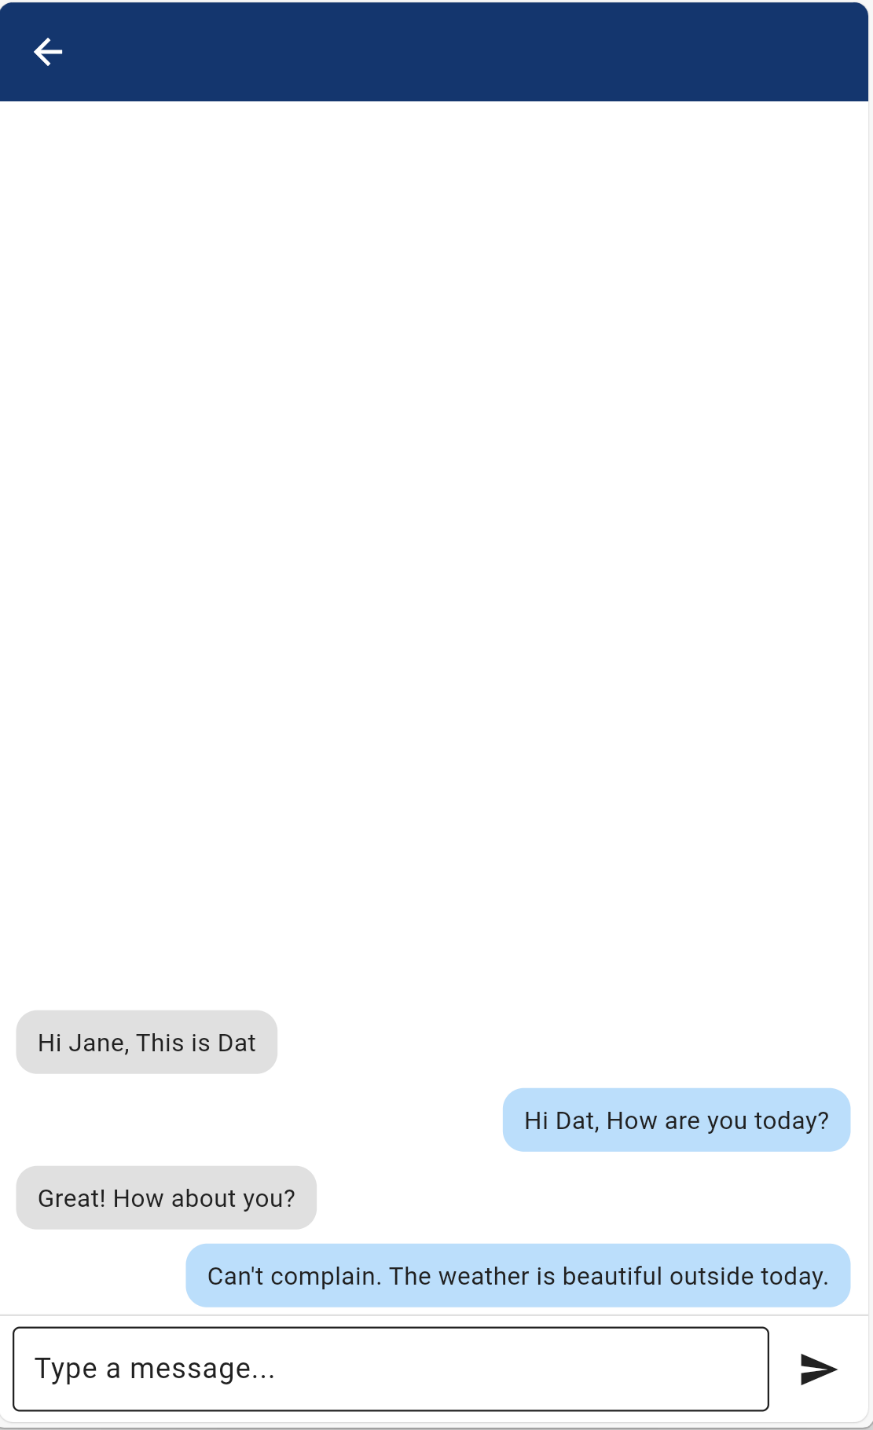 Hi Jane, This is Dat
Hi Dat, How are you today?
Great! How about you?
Can't complain. The weather is beautiful outside today.
Type a message...